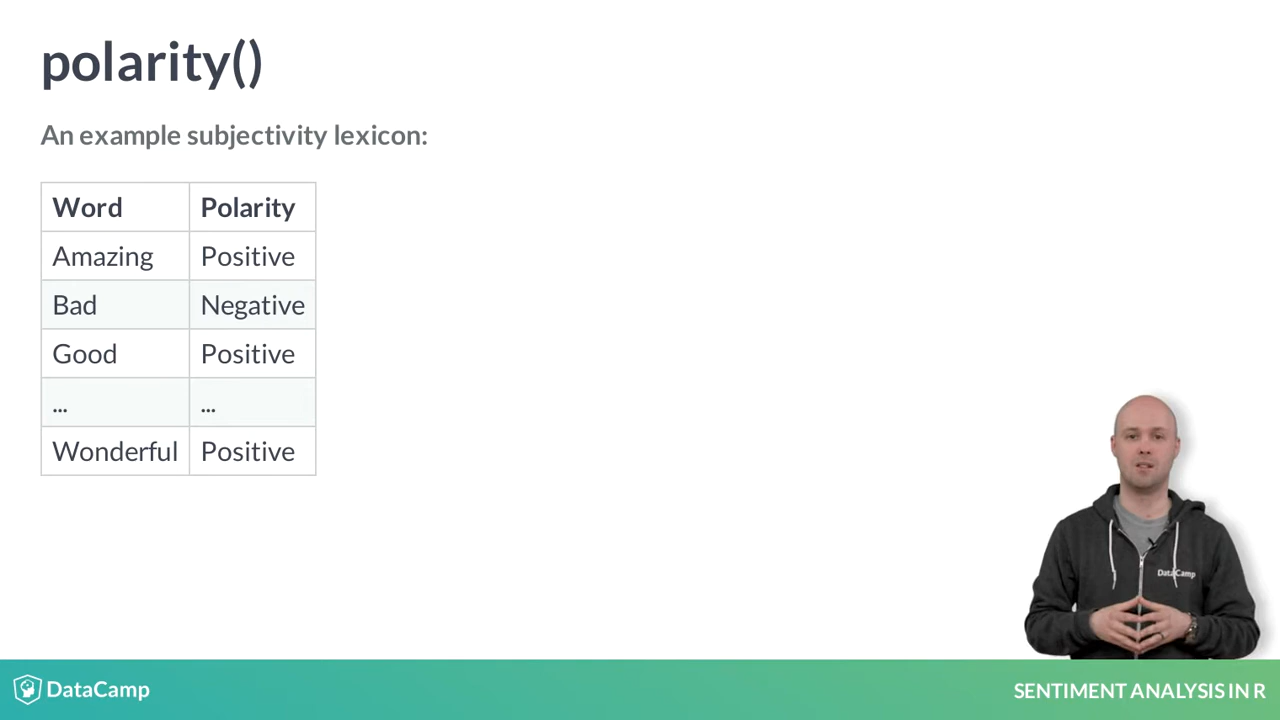 polarity()
An example subjectivity lexicon:
Word Polarity
Amazing Positive
Bad Negative
Good Positive
... ...
Wonderful Positive
DataCamp
DataCamp
SENTIMENT ANALYSIS IN R